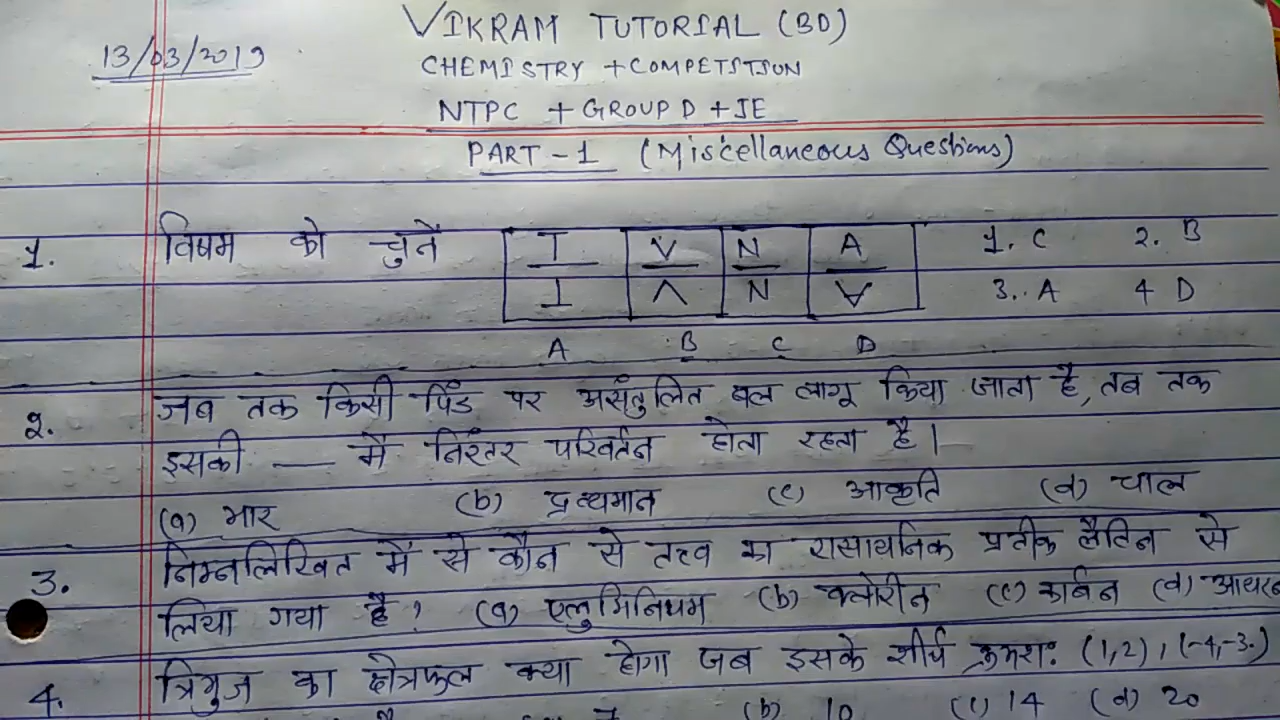 13/03/2019
VIKRAM TUTORIAL (BD)
CHEMISTRY + COMPETITION
NTPC + GROUP D + JE
PART - 1 (Miscellaneous Questions)
1. विषम को चुनें T V N A 1. C 2. B
I Λ N ∀ 3. A 4 D
A B C D
2. जब तक किसी पिंड पर असंतुलित बल लागू किया जाता है, तब तक
इसकी — में निरंतर परिवर्तन होता रहता है।
(a) भार (b) द्रव्यमान (c) आकृति (d) चाल
3. निम्नलिखित में से कौन से तत्त्व का रासायनिक प्रतीक लैटिन से
लिया गया है? (a) एलुमिनियम (b) क्लोरीन (c) कार्बन (d) आयरन
4. त्रिभुज का क्षेत्रफल क्या होगा जब इसके शीर्ष क्रमशः (1,2), (-4,-3)
(b) 10 (c) 14 (d) 20